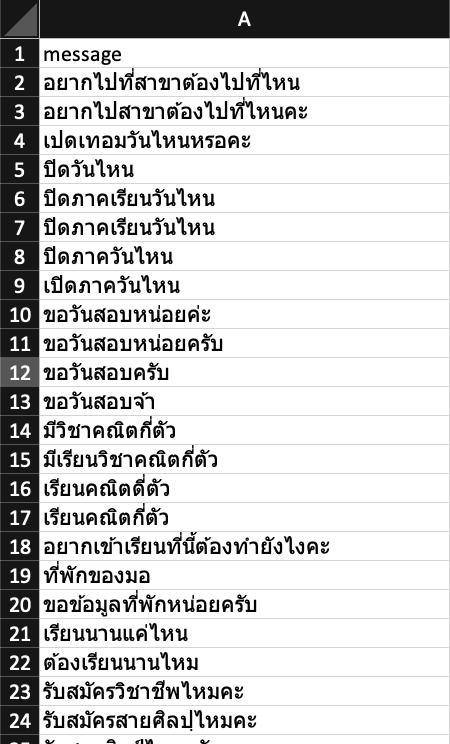 A
1 message
2 อยากไปที่สาขาต้องไปที่ไหน
3 อยากไปสาขาต้องไปที่ไหนคะ
4 เปดเทอมวันไหนหรอคะ
5 ปิดวันไหน
6 ปิดภาคเรียนวันไหน
7 ปิดภาคเรียนวันไหน
8 ปิดภาควันไหน
9 เปิดภาควันไหน
10 ขอวันสอบหน่อยค่ะ
11 ขอวันสอบหน่อยครับ
12 ขอวันสอบครับ
13 ขอวันสอบจ้า
14 มีวิชาคณิตกี่ตัว
15 มีเรียนวิชาคณิตกี่ตัว
16 เรียนคณิตดี่ตัว
17 เรียนคณิตกี่ตัว
18 อยากเข้าเรียนที่นี้ต้องทำยังไงคะ
19 ที่พักของมอ
20 ขอข้อมูลที่พักหน่อยครับ
21 เรียนนานแค่ไหน
22 ต้องเรียนนานไหม
23 รับสมัครวิชาชีพไหมคะ
24 รับสมัครสายศิลปฺไหมคะ